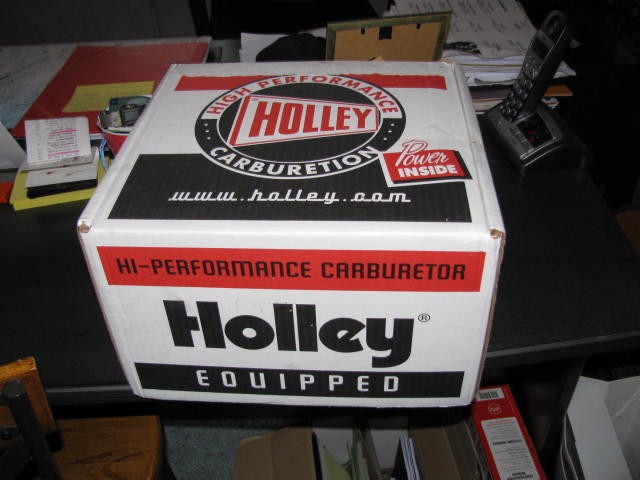 HIGH PERFORMANCE
HOLLEY
CARBURETION
Power
INSIDE
www.holley.com
HI-PERFORMANCE CARBURETOR
Holley®
EQUIPPED